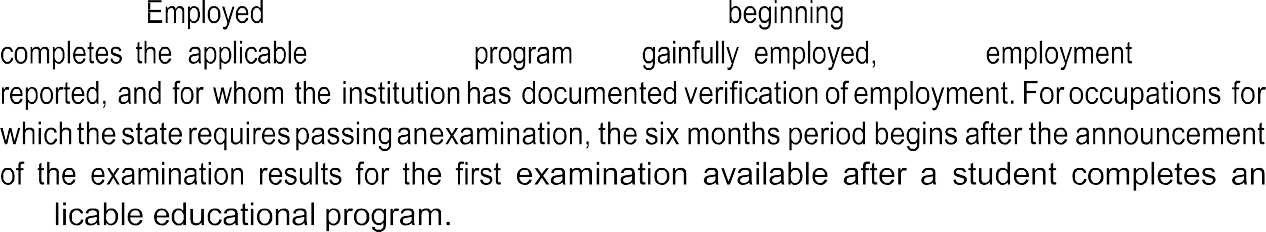 Employed beginning
completes the applicable program gainfully employed, employment
reported, and for whom the institution has documented verification of employment. For occupations for
which the state requires passing an examination, the six months period begins after the announcement
of the examination results for the first examination available after a student completes an
licable educational program.